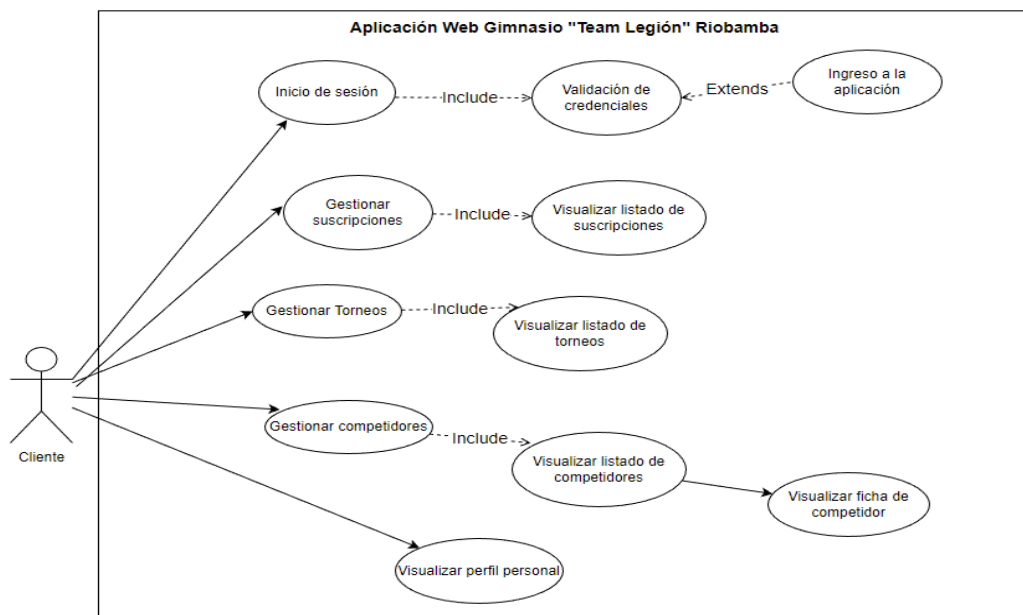 Aplicación Web Gimnasio "Team Legión" Riobamba
Inicio de sesión
Include
Validación de
credenciales
Extends
Ingreso a la
aplicación
Gestionar
suscripciones
Include
Visualizar listado de
suscripciones
Gestionar Torneos
Include
Visualizar listado de
torneos
Cliente
Gestionar competidores
Include
Visualizar listado de
competidores
Visualizar ficha de
competidor
Visualizar perfil personal